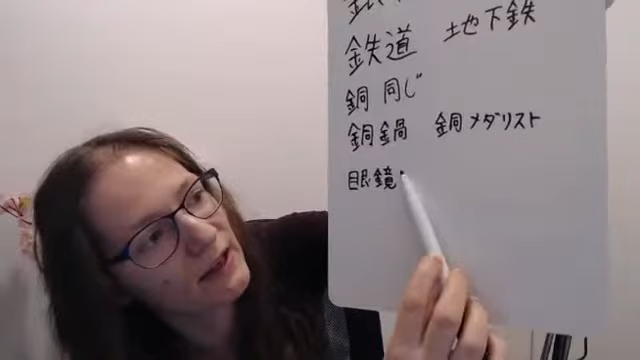 鉄道 地下鉄
銅 同じ
銅鍋 銅メダリスト
眼鏡